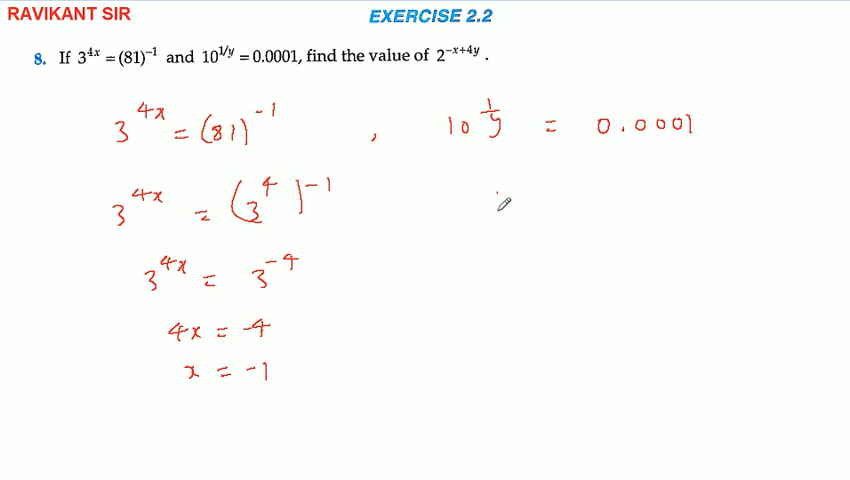 RAVIKANT SIR
EXERCISE 2.2
8. If 3^{4x} = (81)^{-1} and 10^{1/y} = 0.0001, find the value of 2^{-x+4y}.
3^{4x} = (81)^{-1} , 10^{1/y} = 0.0001
3^{4x} = (3^4)^{-1}
3^{4x} = 3^{-4}
4x = -4
x = -1